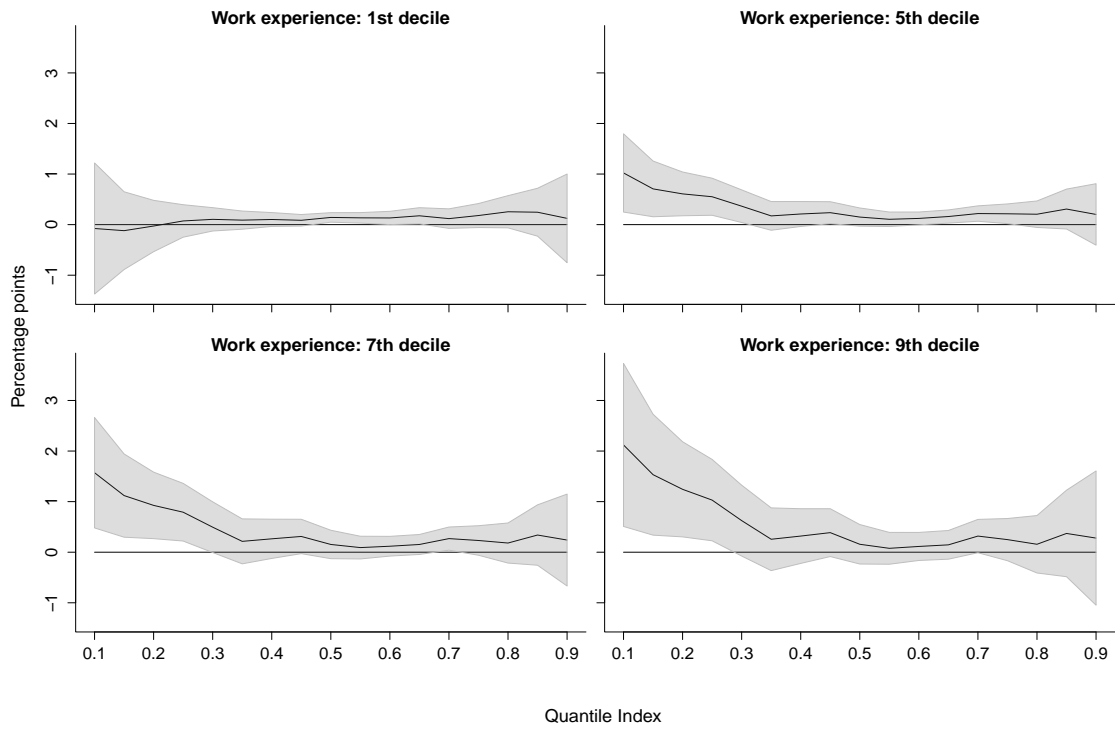 Work experience: 1st decile
Work experience: 5th decile
3
2
1
0
−1
Work experience: 7th decile
Work experience: 9th decile
3
2
1
0
−1
Percentage points
0.1 0.2 0.3 0.4 0.5 0.6 0.7 0.8 0.9
0.1 0.2 0.3 0.4 0.5 0.6 0.7 0.8 0.9
Quantile Index